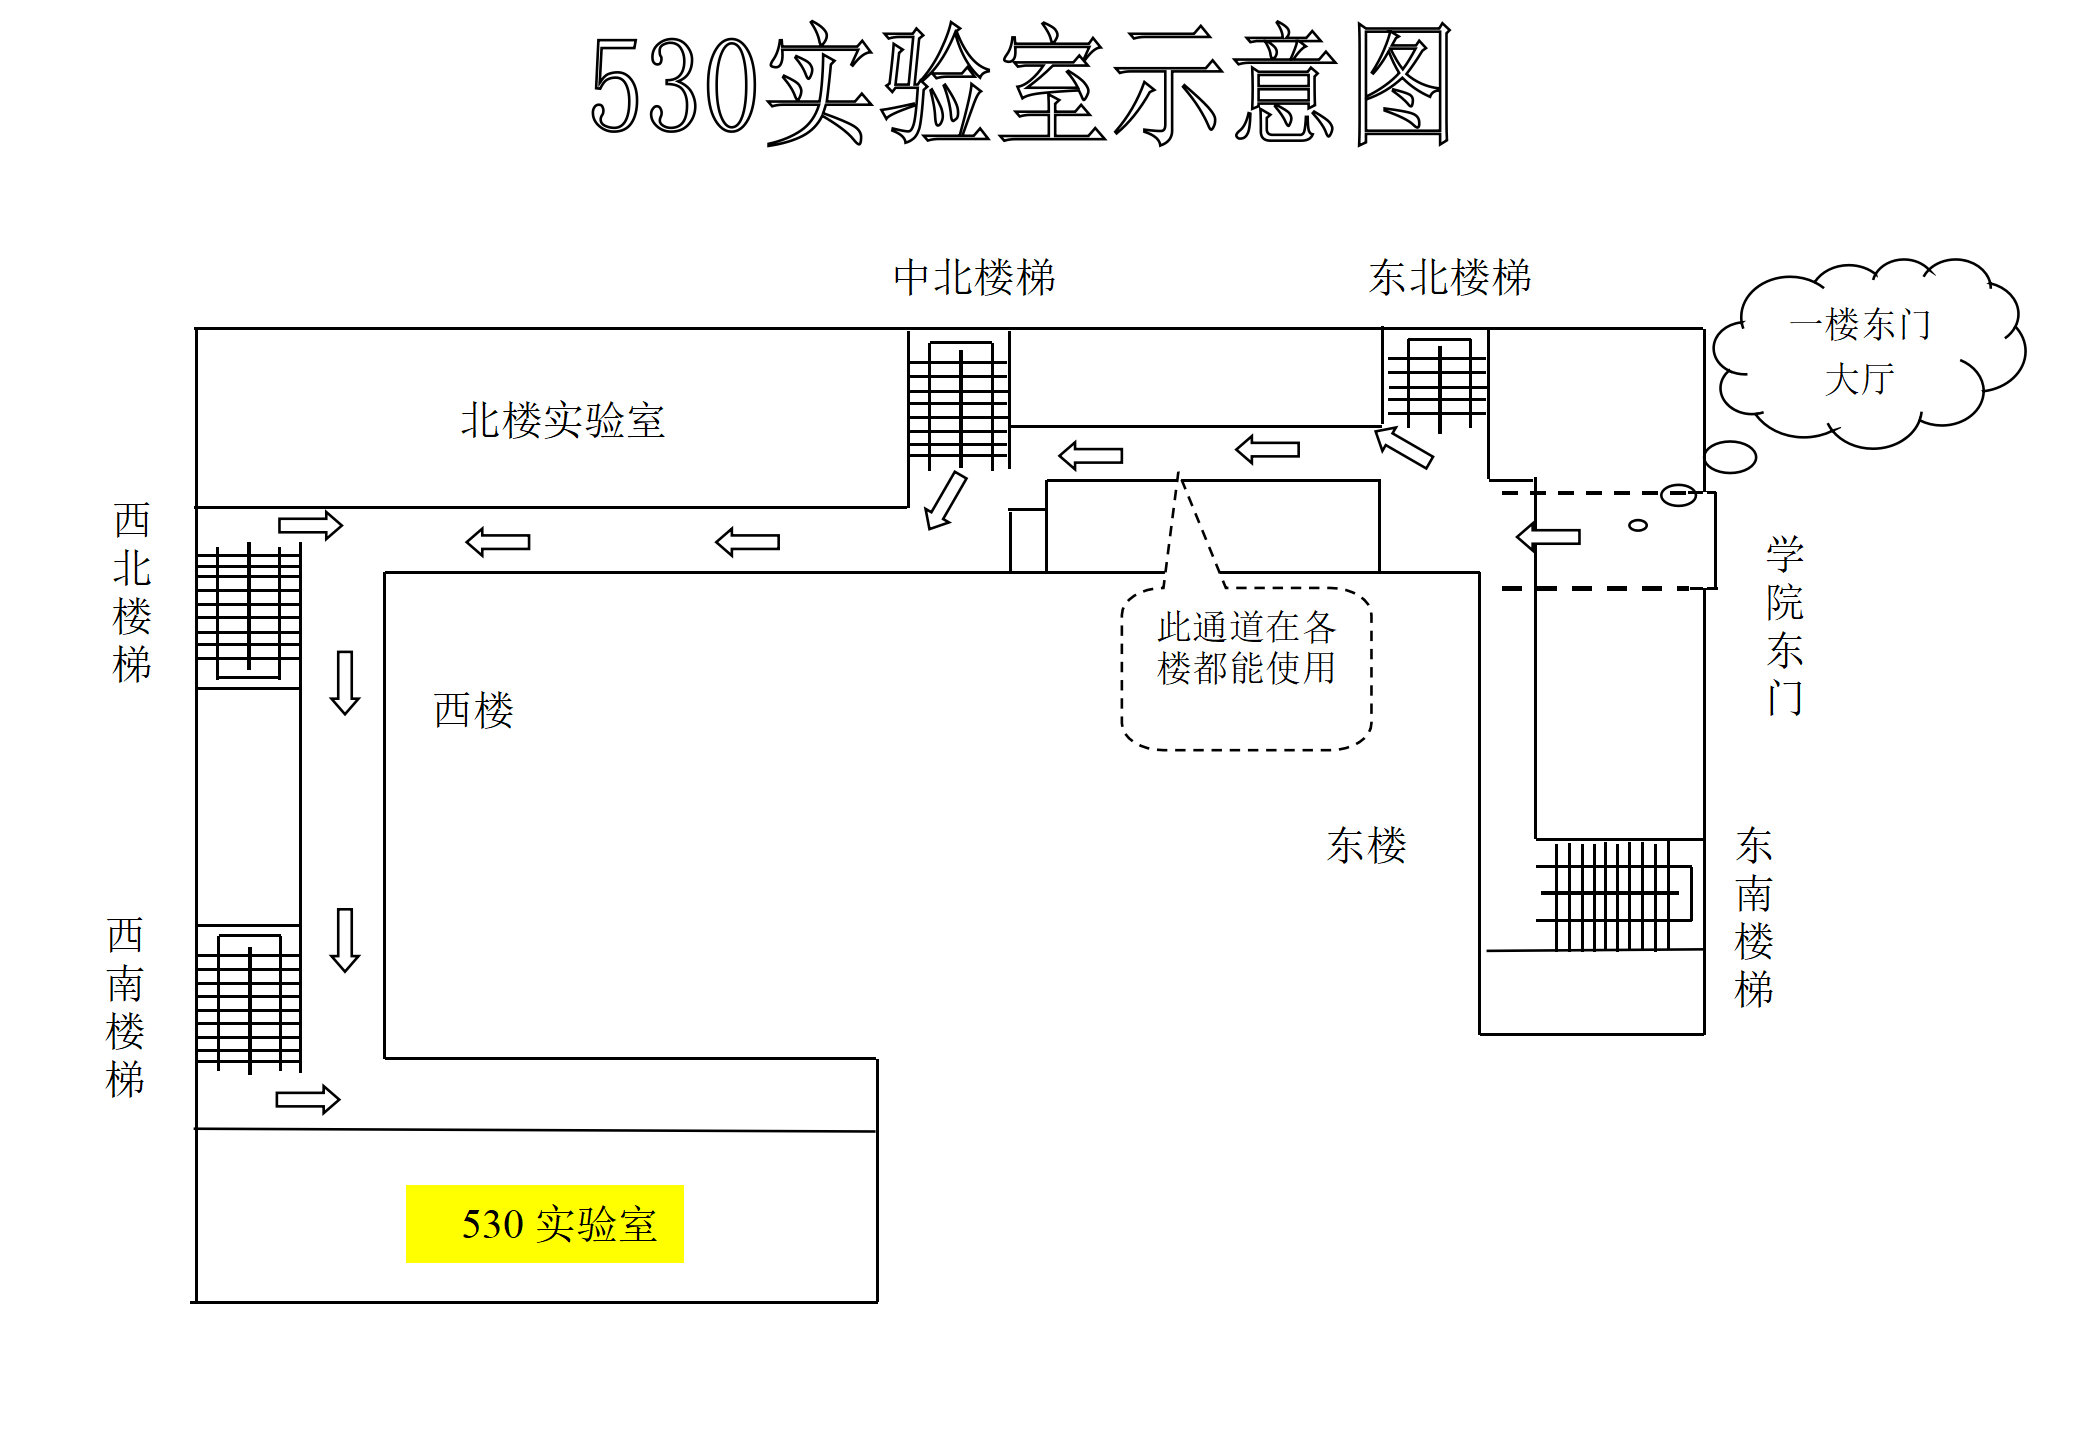 530实验室示意图
中北楼梯
东北楼梯
一楼东门
大厅
北楼实验室
西北楼梯
学院东门
此通道在各
楼都能使用
西楼
东楼
东南楼梯
西南楼梯
530 实验室